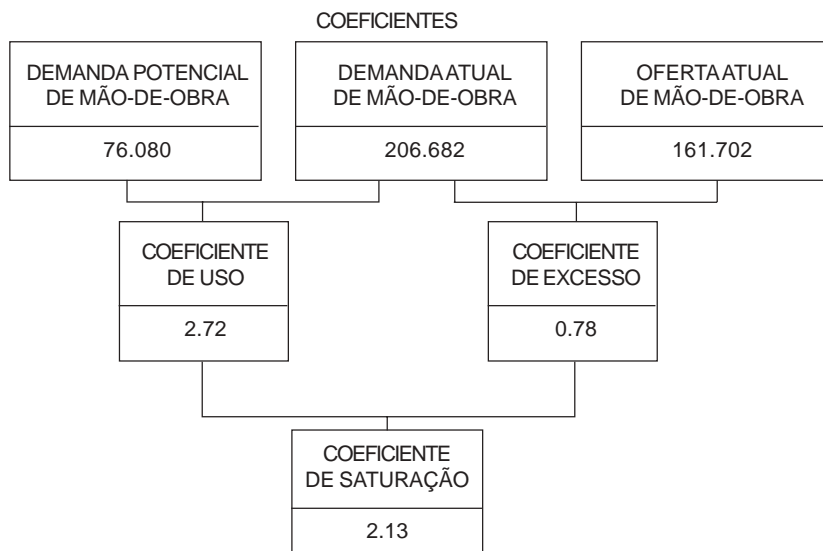 COEFICIENTES
DEMANDA POTENCIAL
DE MÃO-DE-OBRA
76.080
DEMANDA ATUAL
DE MÃO-DE-OBRA
206.682
OFERTA ATUAL
DE MÃO-DE-OBRA
161.702
COEFICIENTE
DE USO
2.72
COEFICIENTE
DE EXCESSO
0.78
COEFICIENTE
DE SATURAÇÃO
2.13